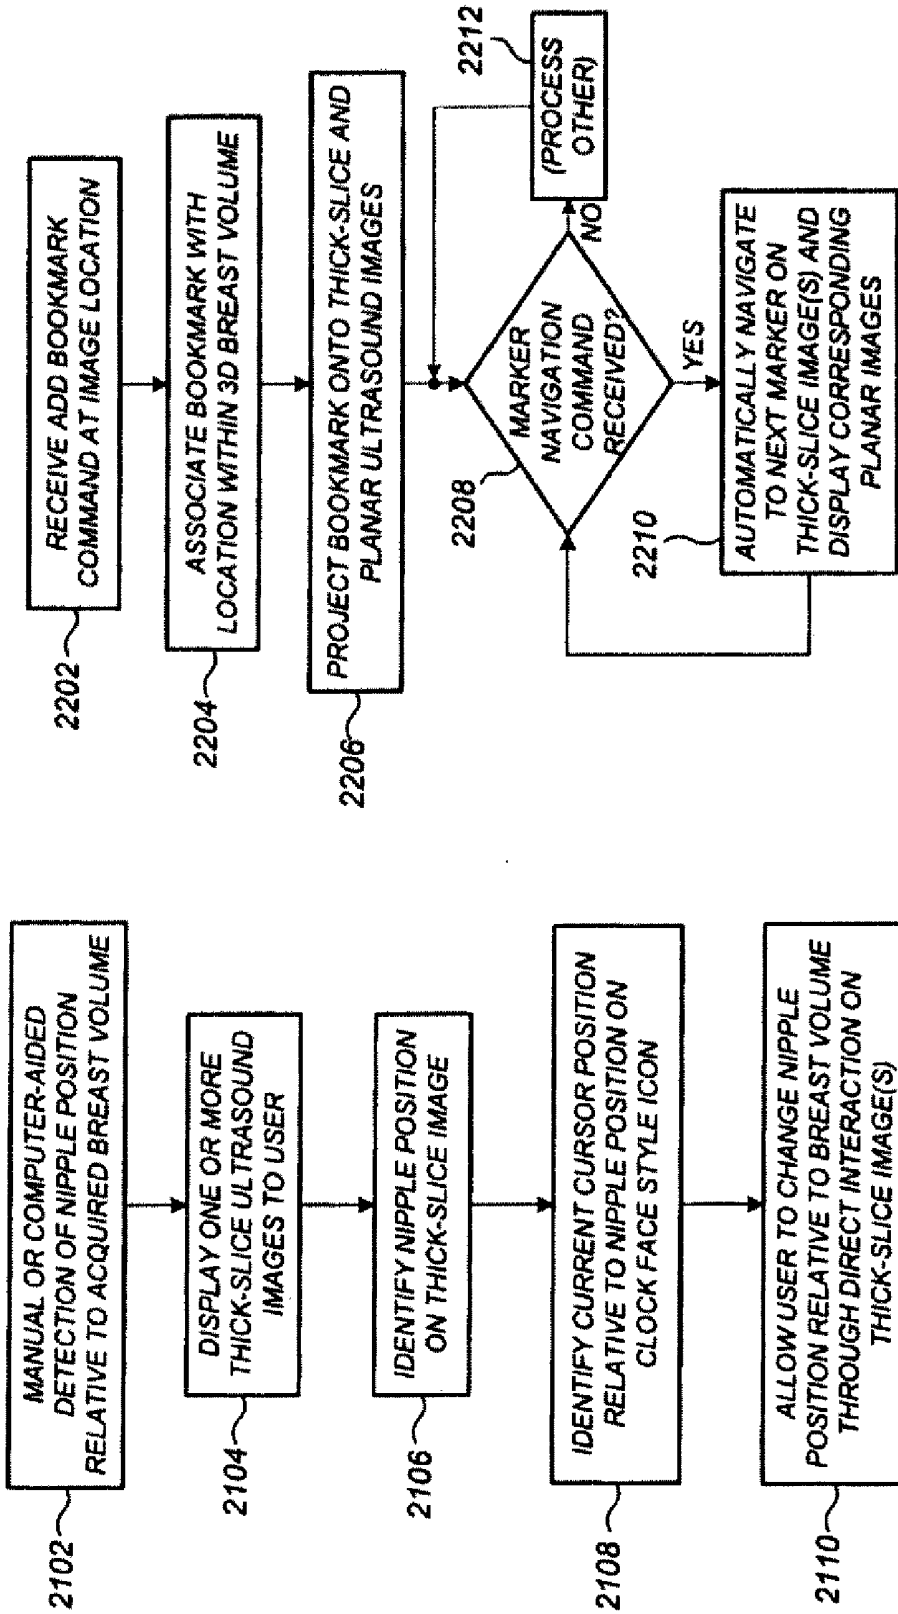 2102
MANUAL OR COMPUTER-AIDED
DETECTION OF NIPPLE POSITION
RELATIVE TO ACQUIRED BREAST VOLUME
2104
DISPLAY ONE OR MORE
THICK-SLICE ULTRASOUND
IMAGES TO USER
2106
IDENTIFY NIPPLE POSITION
ON THICK-SLICE IMAGE
2108
IDENTIFY CURRENT CURSOR POSITION
RELATIVE TO NIPPLE POSITION ON
CLOCK FACE STYLE ICON
2110
ALLOW USER TO CHANGE NIPPLE
POSITION RELATIVE TO BREAST VOLUME
THROUGH DIRECT INTERACTION ON
THICK-SLICE IMAGE(S)
2202
RECEIVE ADD BOOKMARK
COMMAND AT IMAGE LOCATION
2204
ASSOCIATE BOOKMARK WITH
LOCATION WITHIN 3D BREAST VOLUME
2206
PROJECT BOOKMARK ONTO THICK-SLICE AND
PLANAR ULTRASOUND IMAGES
2208
MARKER
NAVIGATION
COMMAND
RECEIVED?
NO
2212
(PROCESS
OTHER)
YES
2210
AUTOMATICALLY NAVIGATE
TO NEXT MARKER ON
THICK-SLICE IMAGE(S) AND
DISPLAY CORRESPONDING
PLANAR IMAGES